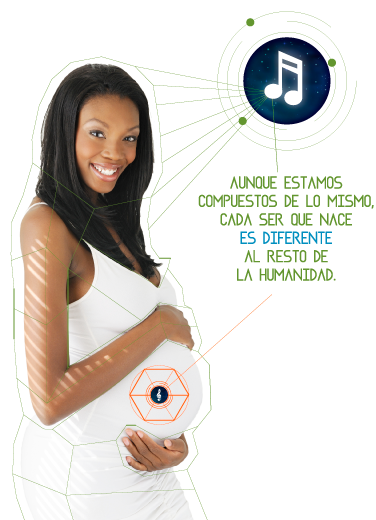 AUNQUE ESTAMOS
COMPUESTOS DE LO MISMO,
CADA SER QUE NACE
ES DIFERENTE
AL RESTO DE
LA HUMANIDAD.